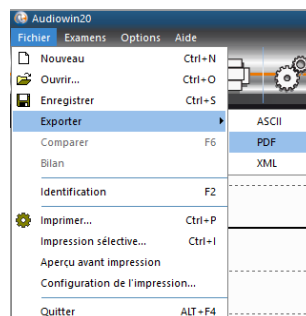 Audiowin20
Fichier Examens Options Aide
Nouveau Ctrl+N
Ouvrir... Ctrl+O
Enregistrer Ctrl+S
Exporter ASCII
Comparer F6 PDF
Bilan XML
Identification F2
Imprimer... Ctrl+P
Impression sélective... Ctrl+I
Aperçu avant impression
Configuration de l'impression...
Quitter ALT+F4